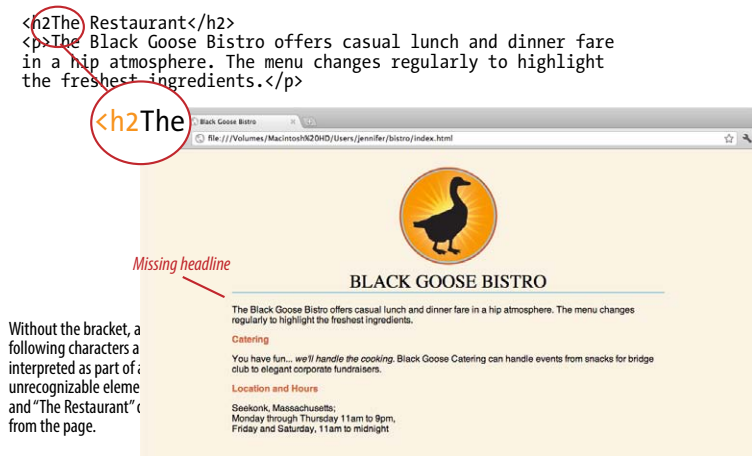 <h2The Restaurant</h2>
<p>The Black Goose Bistro offers casual lunch and dinner fare
in a hip atmosphere. The menu changes regularly to highlight
the freshest ingredients.</p>
<h2The
Black Goose Bistro
file:///Volumes/Macintosh%20HD/Users/jennifer/bistro/index.html
Missing headline
BLACK GOOSE BISTRO
The Black Goose Bistro offers casual lunch and dinner fare in a hip atmosphere. The menu changes
regularly to highlight the freshest ingredients.
Catering
You have fun... we'll handle the cooking. Black Goose Catering can handle events from snacks for bridge
club to elegant corporate fundraisers.
Location and Hours
Seekonk, Massachusetts;
Monday through Thursday 11am to 9pm,
Friday and Saturday, 11am to midnight
Without the bracket, a
following characters a
interpreted as part of a
unrecognizable eleme
and “The Restaurant”
from the page.